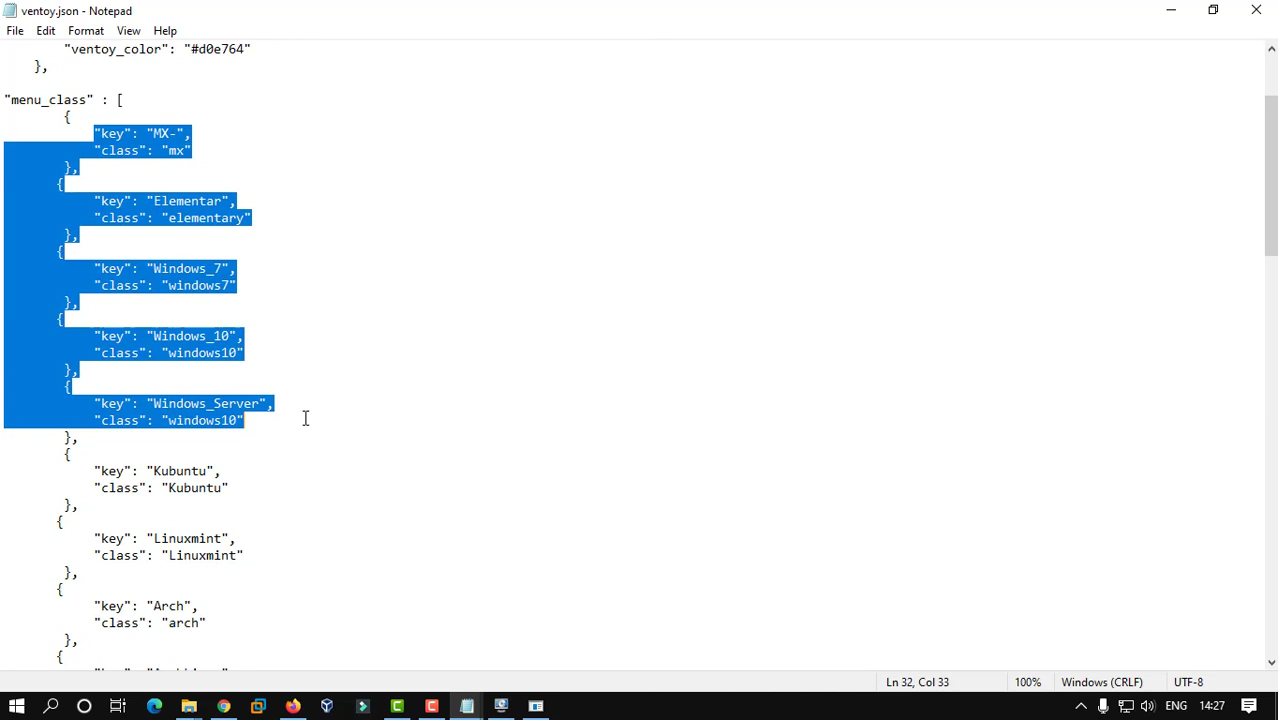 ventoy.json - Notepad
File Edit Format View Help
"ventoy_color": "#d0e764"
},
"menu_class" : [
{
"key": "MX-",
"class": "mx"
},
{
"key": "Elementar",
"class": "elementary"
},
{
"key": "Windows_7",
"class": "windows7"
},
{
"key": "Windows_10",
"class": "windows10"
},
{
"key": "Windows_Server",
"class": "windows10"
},
{
"key": "Kubuntu",
"class": "Kubuntu"
},
{
"key": "Linuxmint",
"class": "Linuxmint"
},
{
"key": "Arch",
"class": "arch"
},
{
Ln 32, Col 33 100% Windows (CRLF) UTF-8
ENG 14:27